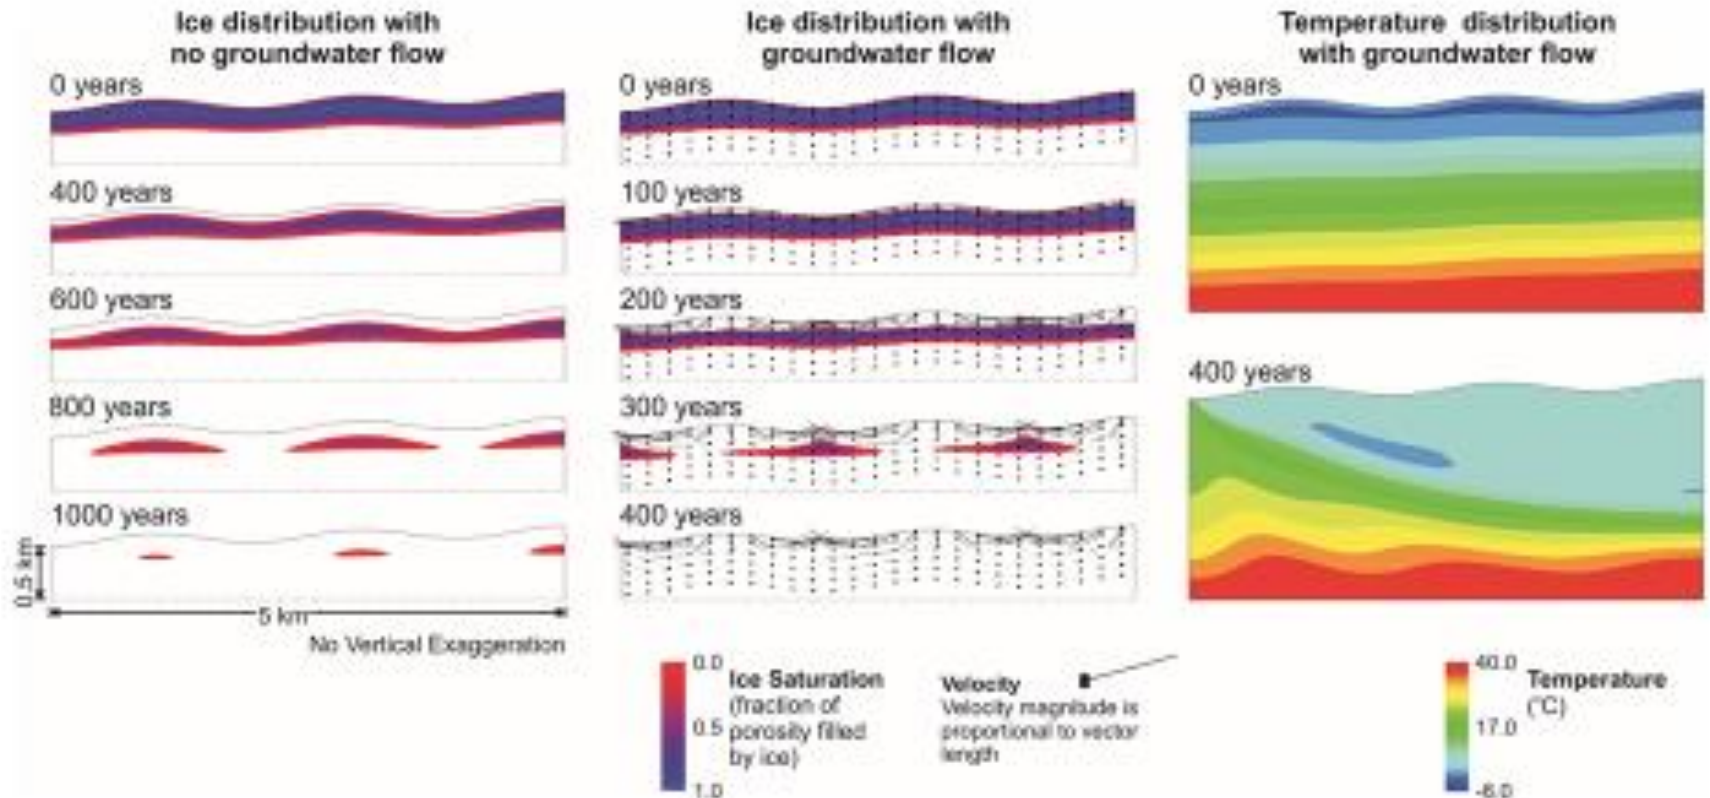 Ice distribution with
no groundwater flow
0 years
400 years
600 years
800 years
1000 years
0.5 km
5 km
No Vertical Exaggeration
Ice distribution with
groundwater flow
0 years
100 years
200 years
300 years
400 years
0.0
0.5
1.0
Ice Saturation
(fraction of
porosity filled
by ice)
Velocity
Velocity magnitude is
proportional to vector
length
Temperature distribution
with groundwater flow
0 years
400 years
40.0
17.0
-6.0
Temperature
(°C)